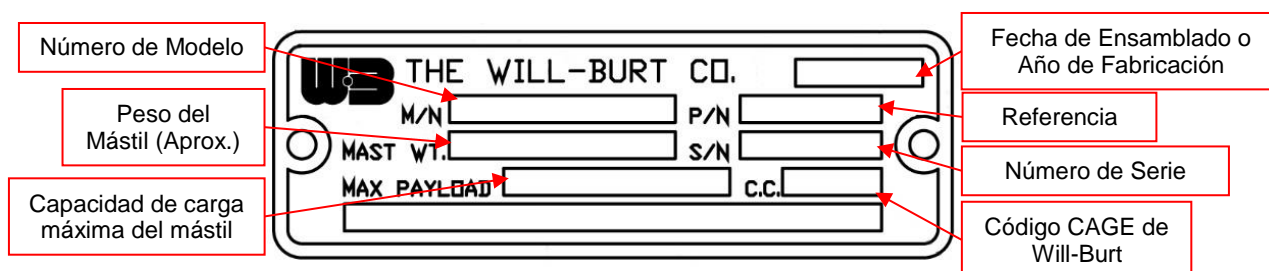 Número de Modelo
Peso del
Mástil (Aprox.)
Capacidad de carga
máxima del mástil
THE WILL-BURT CO.
M/N
P/N
MAST WT.
S/N
MAX PAYLOAD
C.C.
Fecha de Ensamblado o
Año de Fabricación
Referencia
Número de Serie
Código CAGE de
Will-Burt